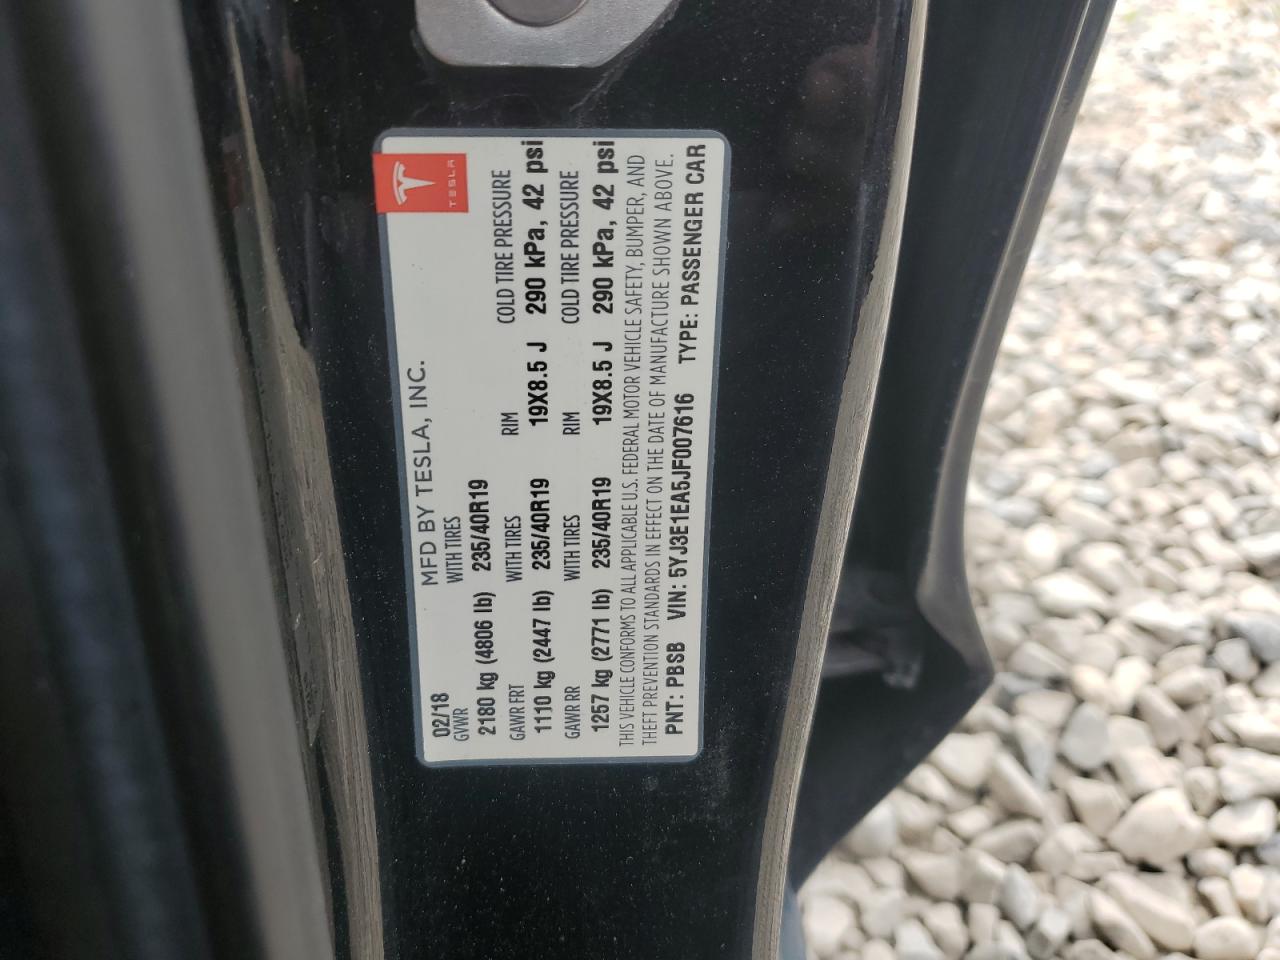 TESLA
02/18 MFD BY TESLA, INC.
GVWR WITH TIRES RIM COLD TIRE PRESSURE
2180 kg (4806 lb) 235/40R19 19X8.5 J 290 kPa, 42 psi
GAWR FRT WITH TIRES RIM COLD TIRE PRESSURE
1110 kg (2447 lb) 235/40R19 19X8.5 J 290 kPa, 42 psi
GAWR RR WITH TIRES
1257 kg (2771 lb) 235/40R19
THIS VEHICLE CONFORMS TO ALL APPLICABLE U.S. FEDERAL MOTOR VEHICLE SAFETY, BUMPER, AND
THEFT PREVENTION STANDARDS IN EFFECT ON THE DATE OF MANUFACTURE SHOWN ABOVE.
PNT: PBSB VIN: 5YJ3E1EA5JF007616 TYPE: PASSENGER CAR